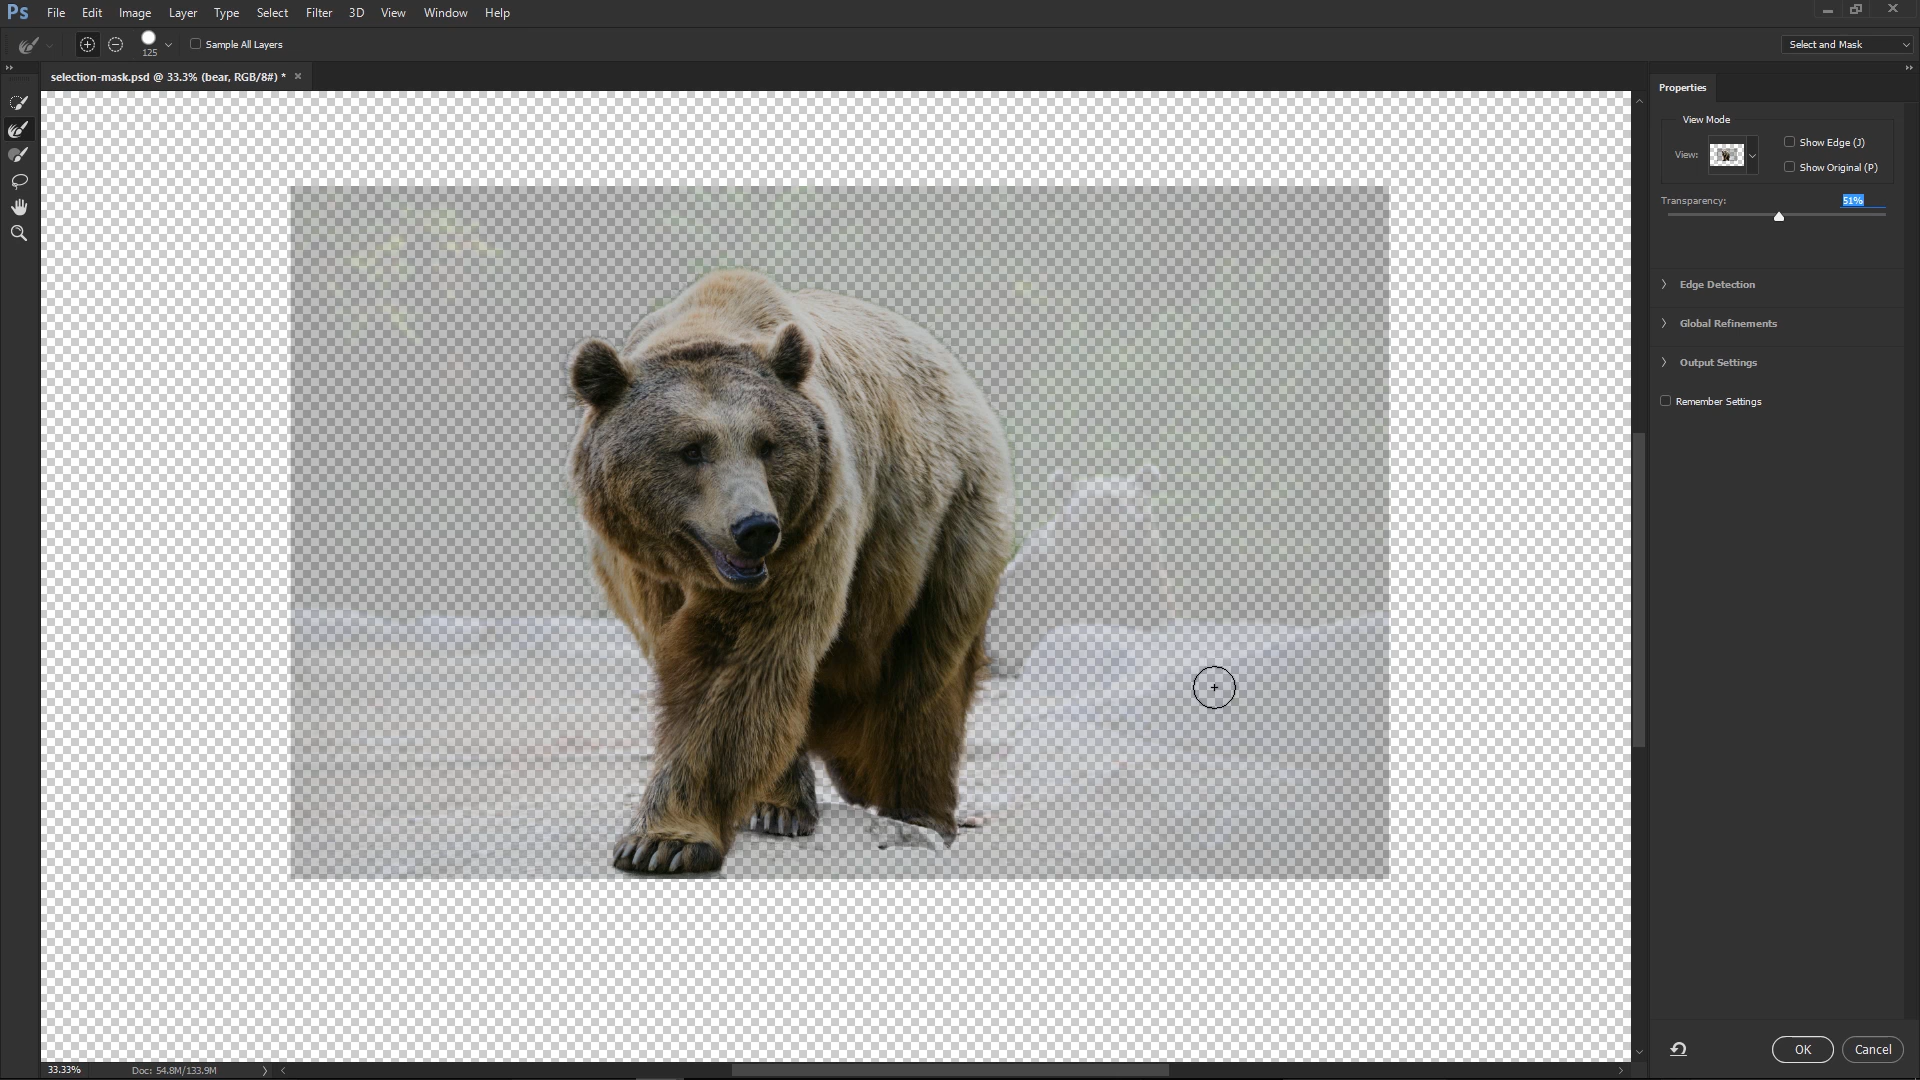 Ps File Edit Image Layer Type Select Filter 3D View Window Help
125 Sample All Layers Select and Mask
selection-mask.psd @ 33.3% (bear, RGB/8#) *
Properties
View Mode
View: Show Edge (J)
Show Original (P)
Transparency: 51%
Edge Detection
Global Refinements
Output Settings
Remember Settings
OK Cancel
33.33% Doc: 54.8M/133.9M